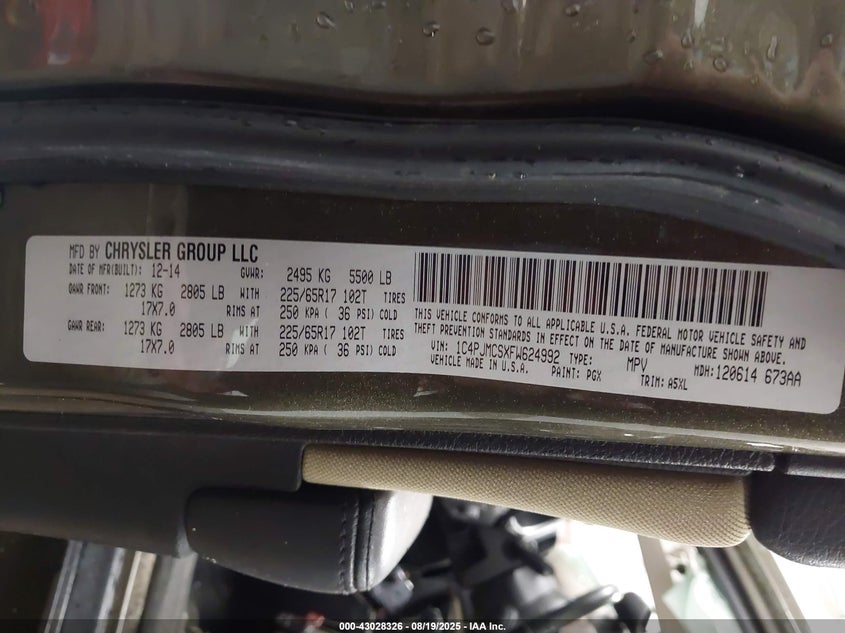 MFD BY CHRYSLER GROUP LLC
DATE OF MFR(BUILT): 12-14 GVWR: 2495 KG 5500 LB
GAWR FRONT: 1273 KG 2805 LB WITH 225/65R17 102T TIRES
17X7.0 RIMS AT 250 KPA ( 36 PSI) COLD
GAWR REAR: 1273 KG 2805 LB WITH 225/65R17 102T TIRES
17X7.0 RIMS AT 250 KPA ( 36 PSI) COLD
THIS VEHICLE CONFORMS TO ALL APPLICABLE U.S.A. FEDERAL MOTOR VEHICLE SAFETY AND
THEFT PREVENTION STANDARDS IN EFFECT ON THE DATE OF MANUFACTURE SHOWN ABOVE.
VIN: 1C4PJMCSXFW624992 TYPE: MPV MDH: 120614 673AA
VEHICLE MADE IN U.S.A. PAINT: PGX TRIM: A5XL
000-43028326 - 08/19/2025 - IAA Inc.